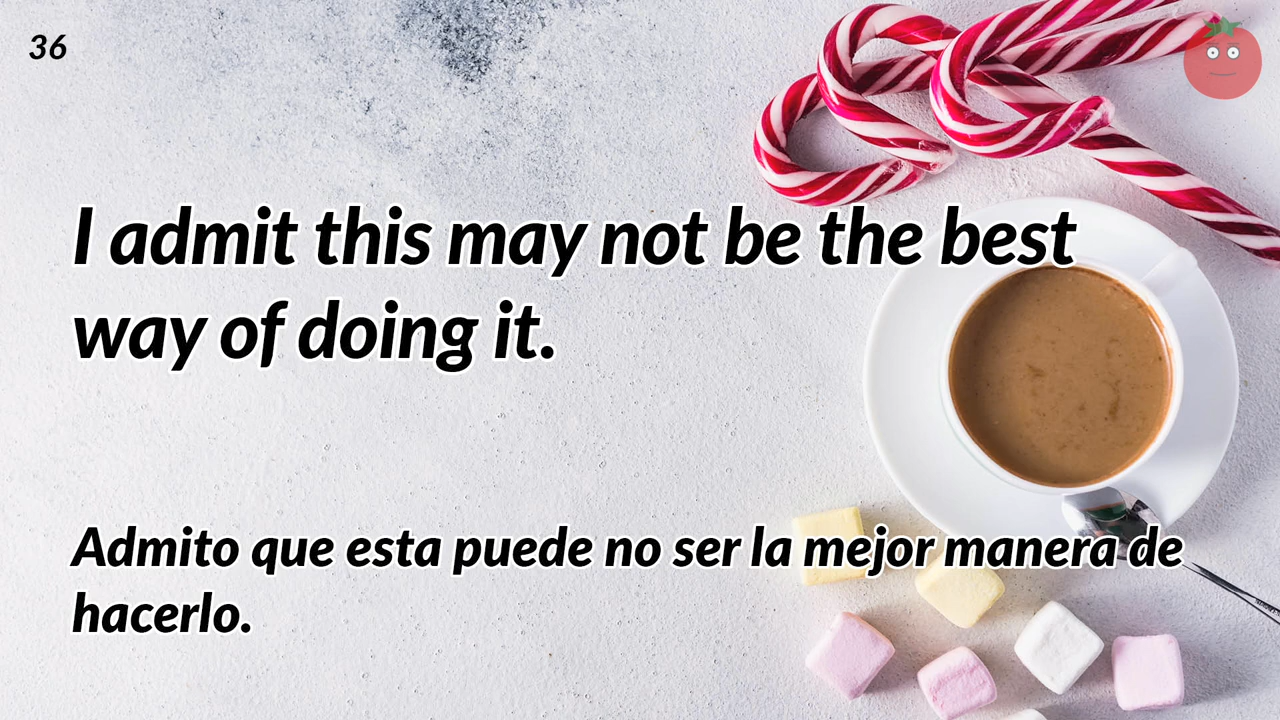 36
I admit this may not be the best
way of doing it.
Admito que esta puede no ser la mejor manera de
hacerlo.